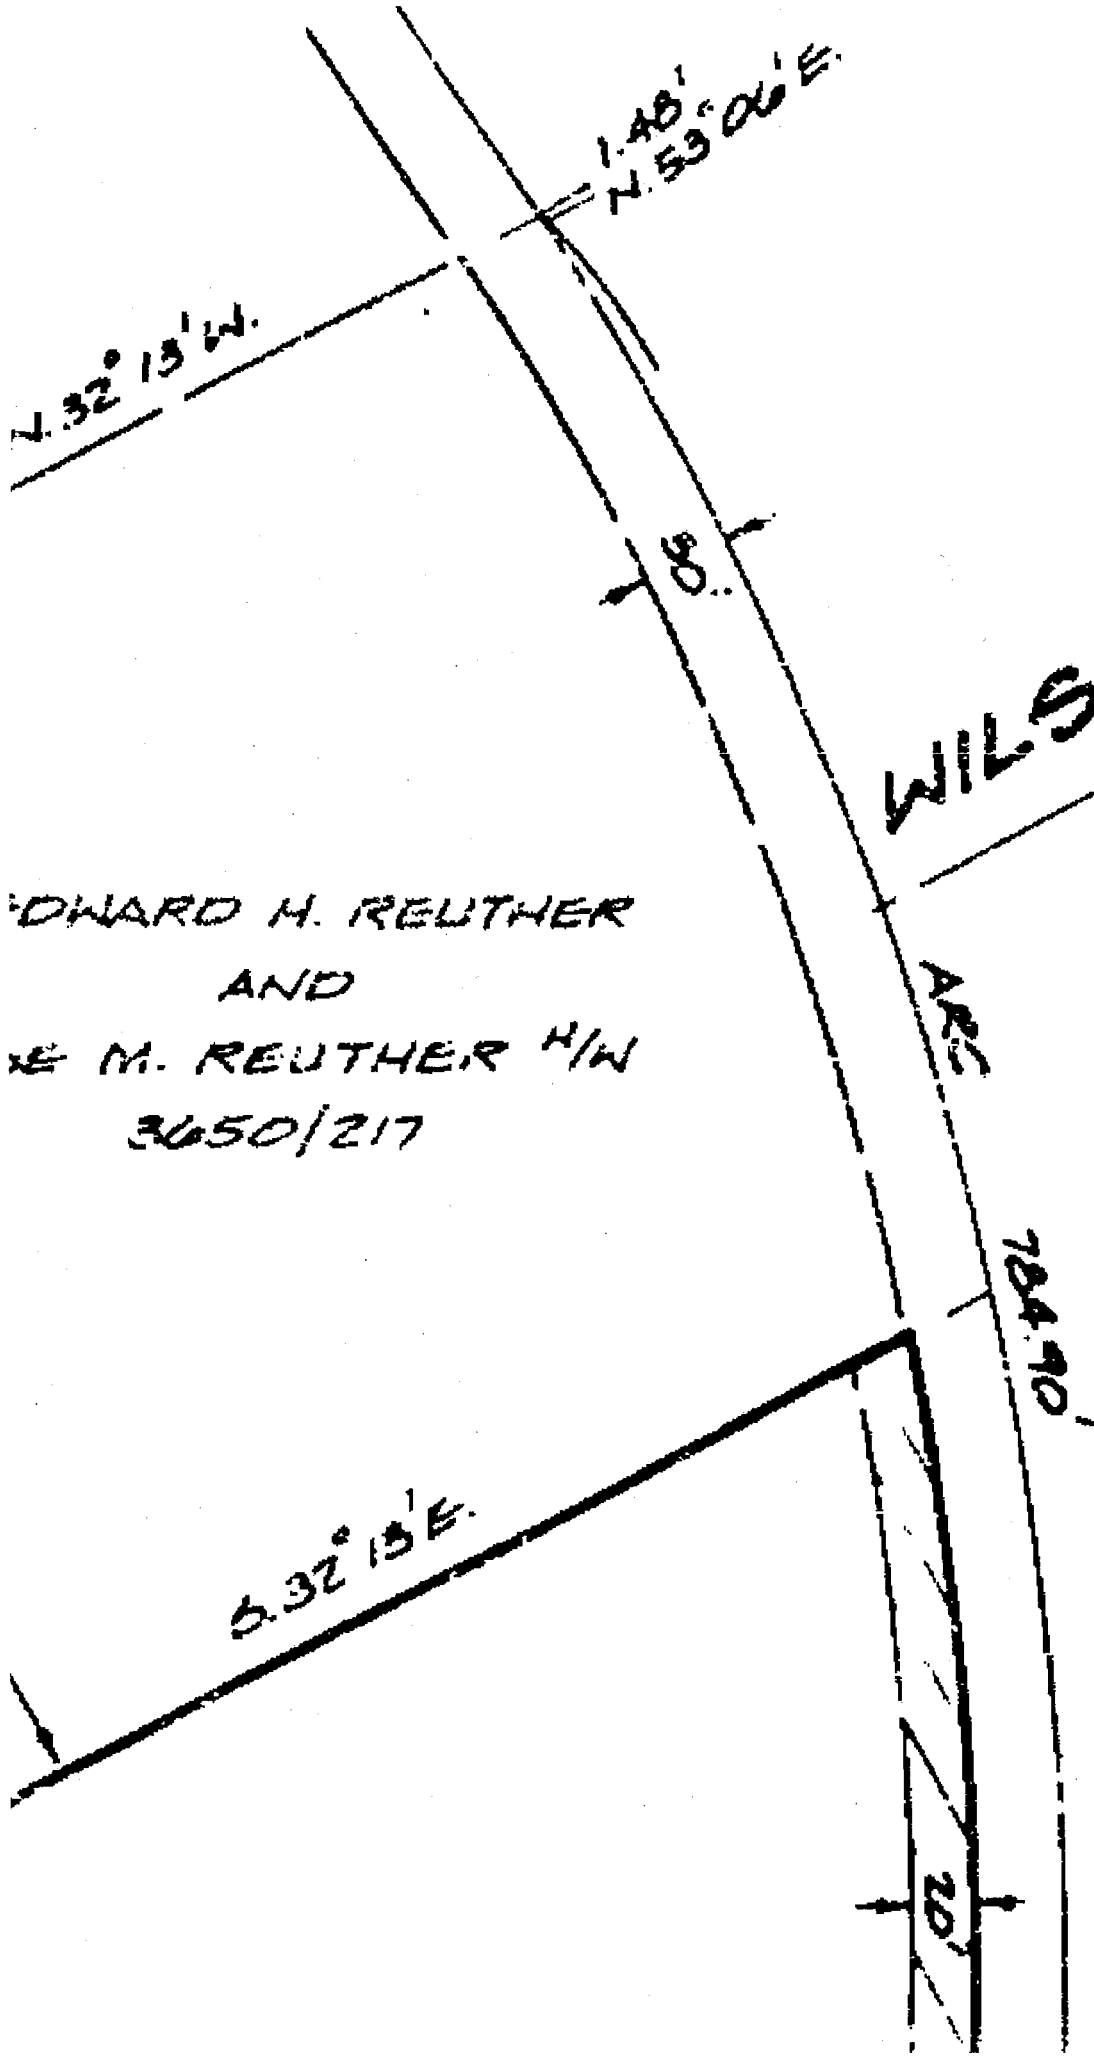 1.48'
N. 53° 06' E.
N. 32° 13' W.
WILS
EDWARD H. REUTHER
AND
M. REUTHER H/W
3650/217
ARC
784.90'
S. 32° 13' E.
20'